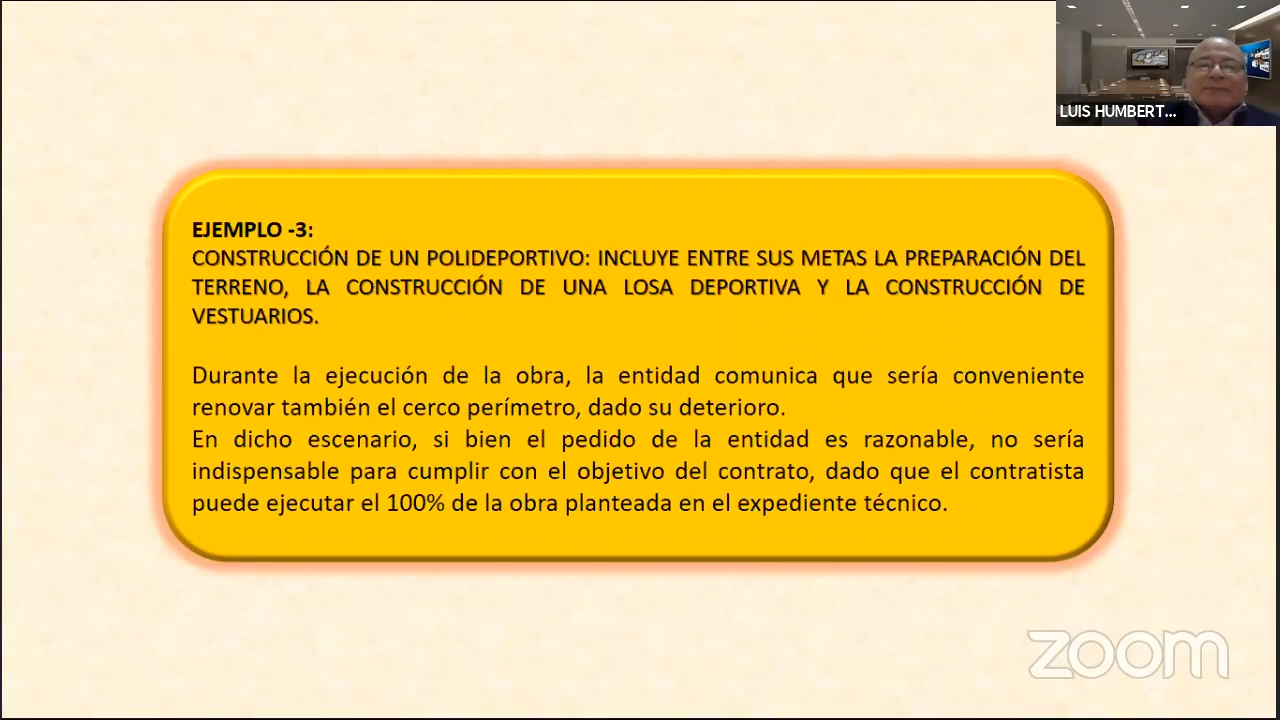 LUIS HUMBERT...
EJEMPLO -3:
CONSTRUCCIÓN DE UN POLIDEPORTIVO: INCLUYE ENTRE SUS METAS LA PREPARACIÓN DEL
TERRENO, LA CONSTRUCCIÓN DE UNA LOSA DEPORTIVA Y LA CONSTRUCCIÓN DE
VESTUARIOS.
Durante la ejecución de la obra, la entidad comunica que sería conveniente
renovar también el cerco perímetro, dado su deterioro.
En dicho escenario, si bien el pedido de la entidad es razonable, no sería
indispensable para cumplir con el objetivo del contrato, dado que el contratista
puede ejecutar el 100% de la obra planteada en el expediente técnico.
zoom